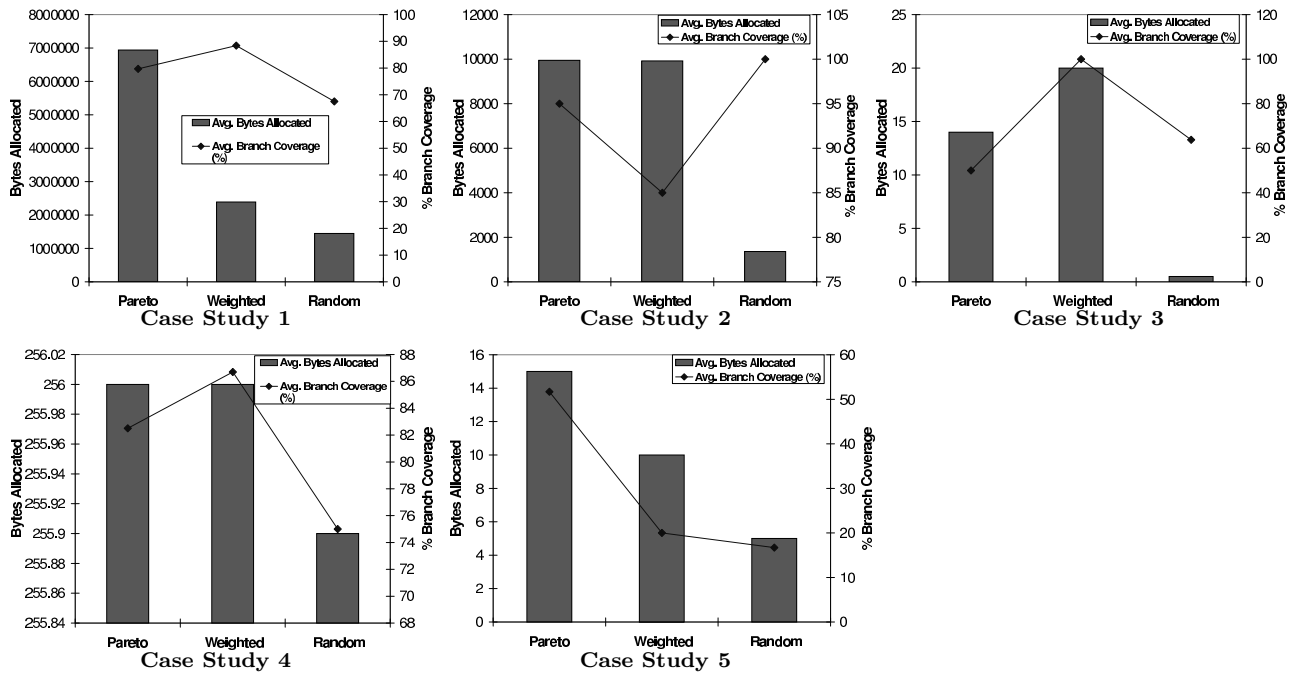 8000000
7000000
6000000
5000000
4000000
3000000
2000000
1000000
0
Bytes Allocated
Avg. Bytes Allocated
Avg. Branch Coverage
(%)
100
90
80
70
60
50
40
30
20
10
0
% Branch Coverage
Pareto Weighted Random
Case Study 1
12000
10000
8000
6000
4000
2000
0
Bytes Allocated
Avg. Bytes Allocated
Avg. Branch Coverage (%)
105
100
95
90
85
80
75
% Branch Coverage
Pareto Weighted Random
Case Study 2
25
20
15
10
5
0
Bytes Allocated
Avg. Bytes Allocated
Avg. Branch Coverage (%)
120
100
80
60
40
20
0
% Branch Coverage
Pareto Weighted Random
Case Study 3
256.02
256
255.98
255.96
255.94
255.92
255.9
255.88
255.86
255.84
Bytes Allocated
Avg. Bytes Allocated
Avg. Branch Coverage
(%)
88
86
84
82
80
78
76
74
72
70
68
% Branch Coverage
Pareto Weighted Random
Case Study 4
16
14
12
10
8
6
4
2
0
Bytes Allocated
Avg. Bytes Allocated
Avg. Branch Coverage (%)
60
50
40
30
20
10
0
% Branch Coverage
Pareto Weighted Random
Case Study 5